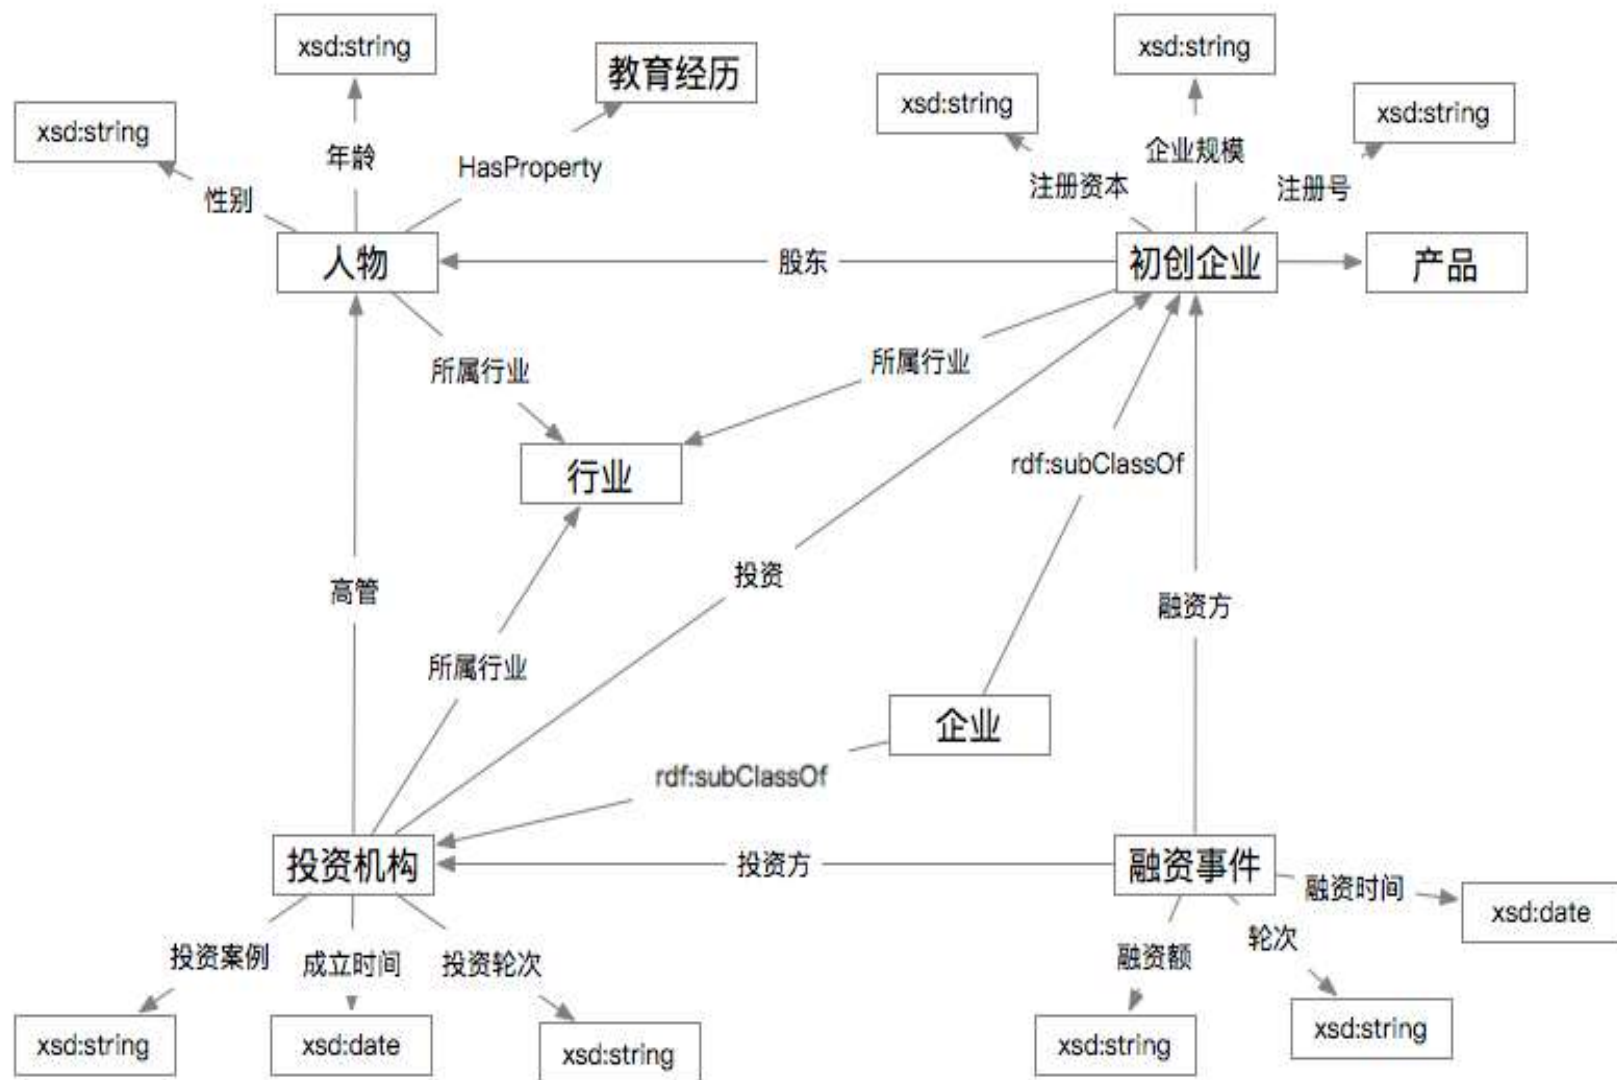 xsd:string
xsd:string
教育经历
xsd:string
xsd:string
xsd:string
年龄
HasProperty
企业规模
性别
注册资本
注册号
人物
股东
初创企业
产品
所属行业
所属行业
行业
rdf:subClassOf
高管
投资
融资方
所属行业
企业
rdf:subClassOf
投资机构
投资方
融资事件
融资时间
xsd:date
投资案例
成立时间
投资轮次
融资额
轮次
xsd:string
xsd:date
xsd:string
xsd:string
xsd:string